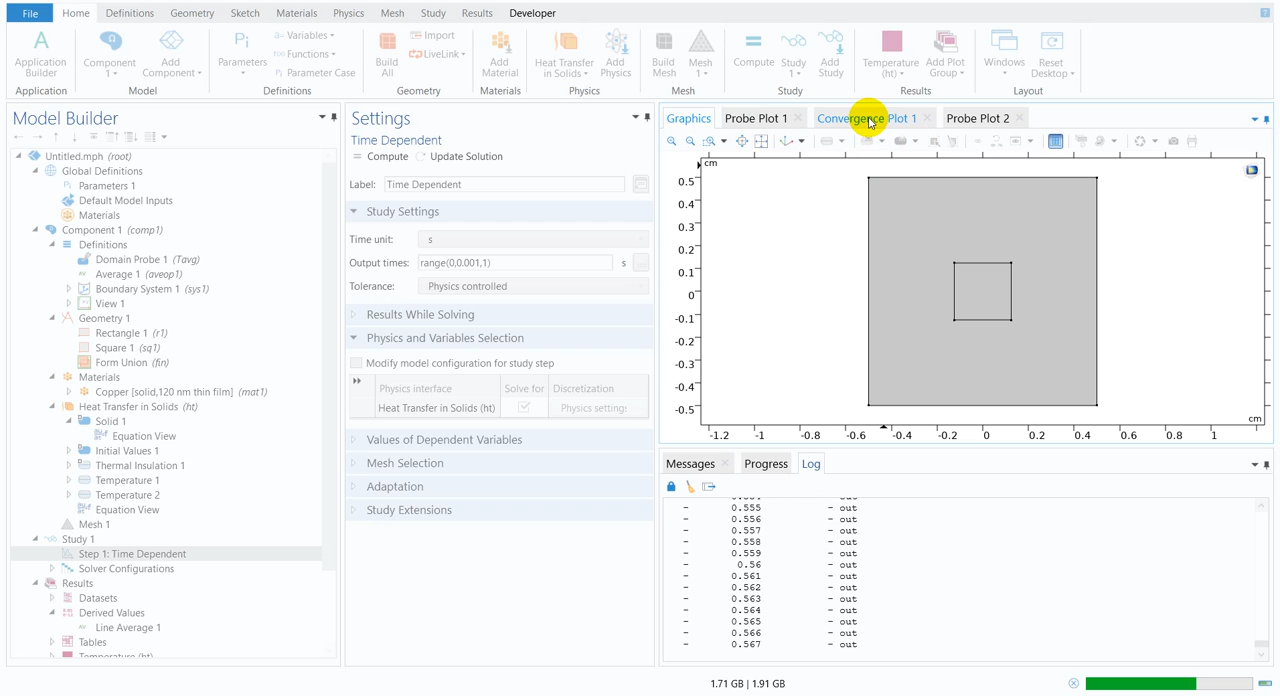 File Home Definitions Geometry Sketch Materials Physics Mesh Study Results Developer
Application Builder
Component 1
Add Component
Pi Parameters
Variables
Functions
Parameter Case
Build All
Import
LiveLink
Add Material
Heat Transfer in Solids
Add Physics
Build Mesh
Mesh 1
Compute
Study 1
Add Study
Temperature (ht)
Add Plot Group
Windows
Reset Desktop
Application Model Definitions Geometry Materials Physics Mesh Study Results Layout
Model Builder
Untitled.mph (root)
Global Definitions
Pi Parameters 1
Default Model Inputs
Materials
Component 1 (comp1)
Definitions
Domain Probe 1 (Tavg)
Average 1 (aveop1)
Boundary System 1 (sys1)
View 1
Geometry 1
Rectangle 1 (r1)
Square 1 (sq1)
Form Union (fin)
Materials
Copper [solid,120 nm thin film] (mat1)
Heat Transfer in Solids (ht)
Solid 1
Equation View
Initial Values 1
Thermal Insulation 1
Temperature 1
Temperature 2
Equation View
Mesh 1
Study 1
Step 1: Time Dependent
Solver Configurations
Results
Datasets
Derived Values
Line Average 1
Tables
Temperature (ht)
Settings
Time Dependent
= Compute Update Solution
Label: Time Dependent
Study Settings
Time unit: s
Output times: range(0,0.001,1) s
Tolerance: Physics controlled
Results While Solving
Physics and Variables Selection
Modify model configuration for study step
Physics interface Solve for Discretization
Heat Transfer in Solids (ht) Physics settings
Values of Dependent Variables
Mesh Selection
Adaptation
Study Extensions
Graphics Probe Plot 1 Convergence Plot 1 Probe Plot 2
cm
0.5
0.4
0.3
0.2
0.1
0
-0.1
-0.2
-0.3
-0.4
-0.5
cm
-1.2 -1 -0.8 -0.6 -0.4 -0.2 0 0.2 0.4 0.6 0.8 1
Messages Progress Log
- 0.555 - out
- 0.556 - out
- 0.557 - out
- 0.558 - out
- 0.559 - out
- 0.56 - out
- 0.561 - out
- 0.562 - out
- 0.563 - out
- 0.564 - out
- 0.565 - out
- 0.566 - out
- 0.567 - out
1.71 GB | 1.91 GB